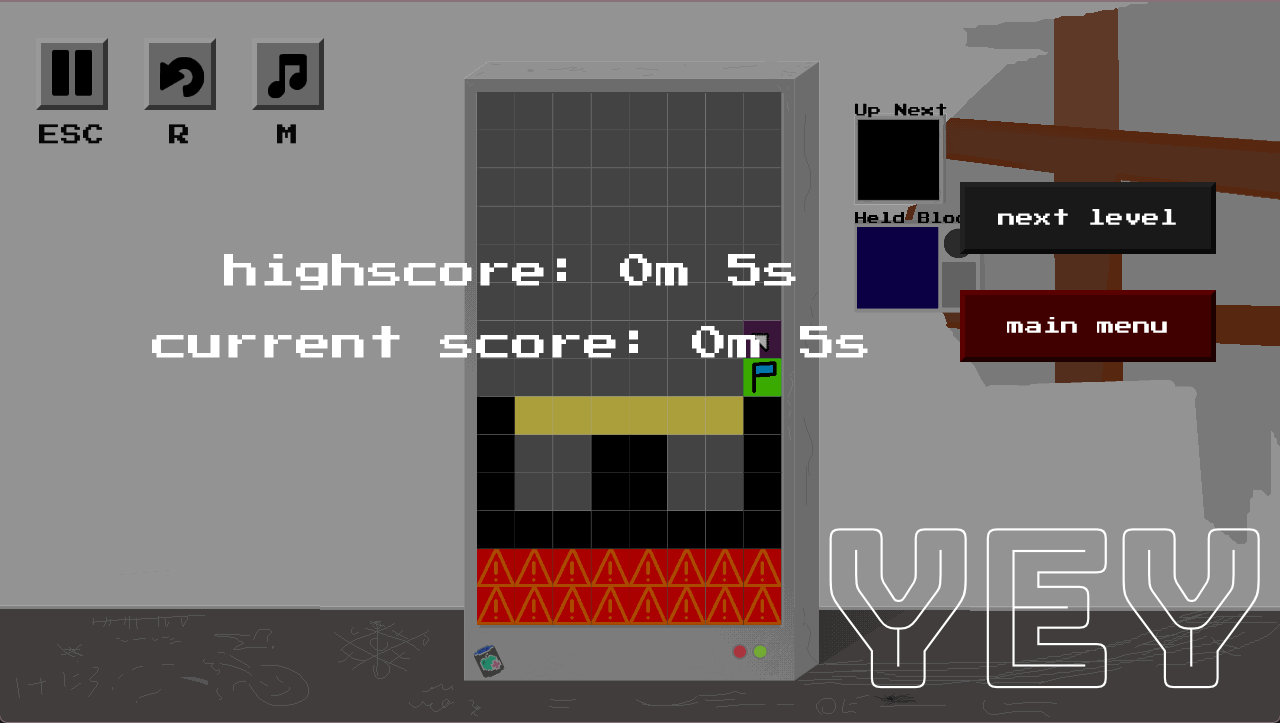 ESC R M
Up Next
Held Bloc
next level
highscore: 0m 5s
main menu
current score: 0m 5s
YEY